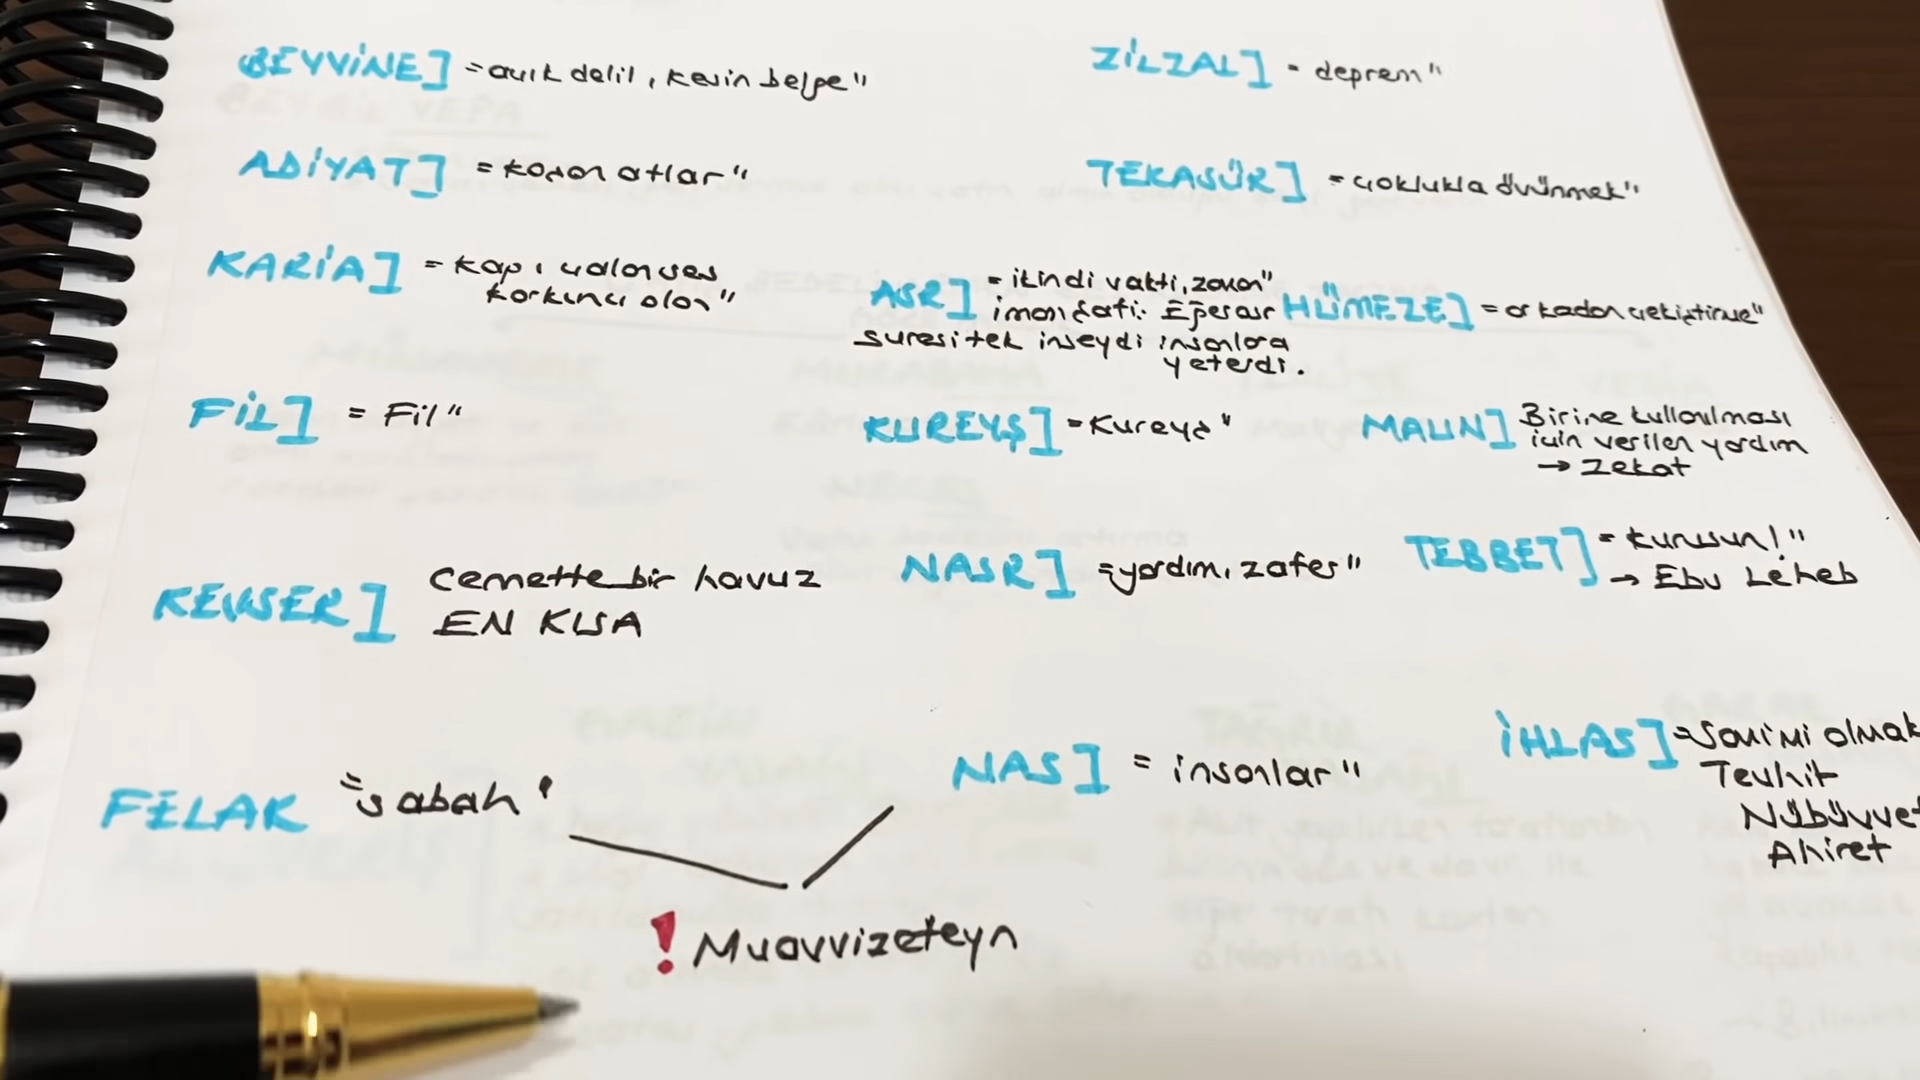 BEYYİNE] = açık delil, kesin belge"
ZİLZAL] = deprem"
ADİYAT] = koşan atlar"
TEKASÜR] = çoklukla övünmek"
KARİA] = kapı çalan ses
korkunç olan"
ASR] = ikindi vakti, zaman"
imam Şafi: Eğer asr
suresi tek inseydi insanlara
yeterdi.
HÜMEZE] = arkadan çekiştirme"
FİL] = Fil"
KUREYŞ] = Kureyş"
MAUN] Birine kullanılması
için verilen yardım
→ zekat
KEVSER] cennette bir havuz
EN KISA
NASR] = yardım, zafer"
TEBBET] = kurusun!"
→ Ebu Leheb
FELAK "sabah"
NAS] = insanlar"
İHLAS] = Samimi olmak
Tevhit
Nübüvvet
Ahiret
! Muavvizeteyn